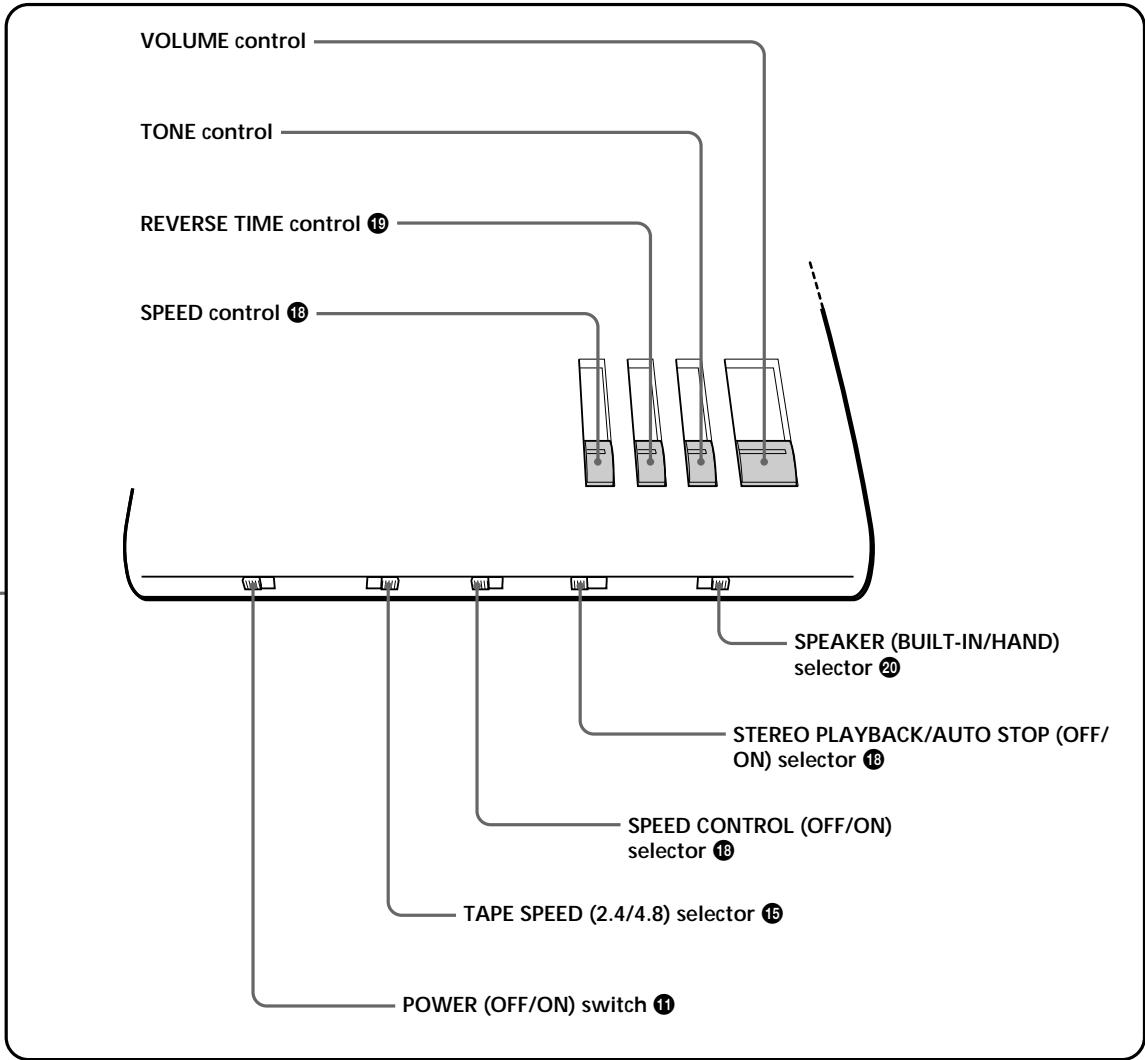 VOLUME control
TONE control
REVERSE TIME control ⓳
SPEED control ⓲
SPEAKER (BUILT-IN/HAND)
selector ⓴
STEREO PLAYBACK/AUTO STOP (OFF/
ON) selector ⓲
SPEED CONTROL (OFF/ON)
selector ⓲
TAPE SPEED (2.4/4.8) selector ⓯
POWER (OFF/ON) switch ⓫